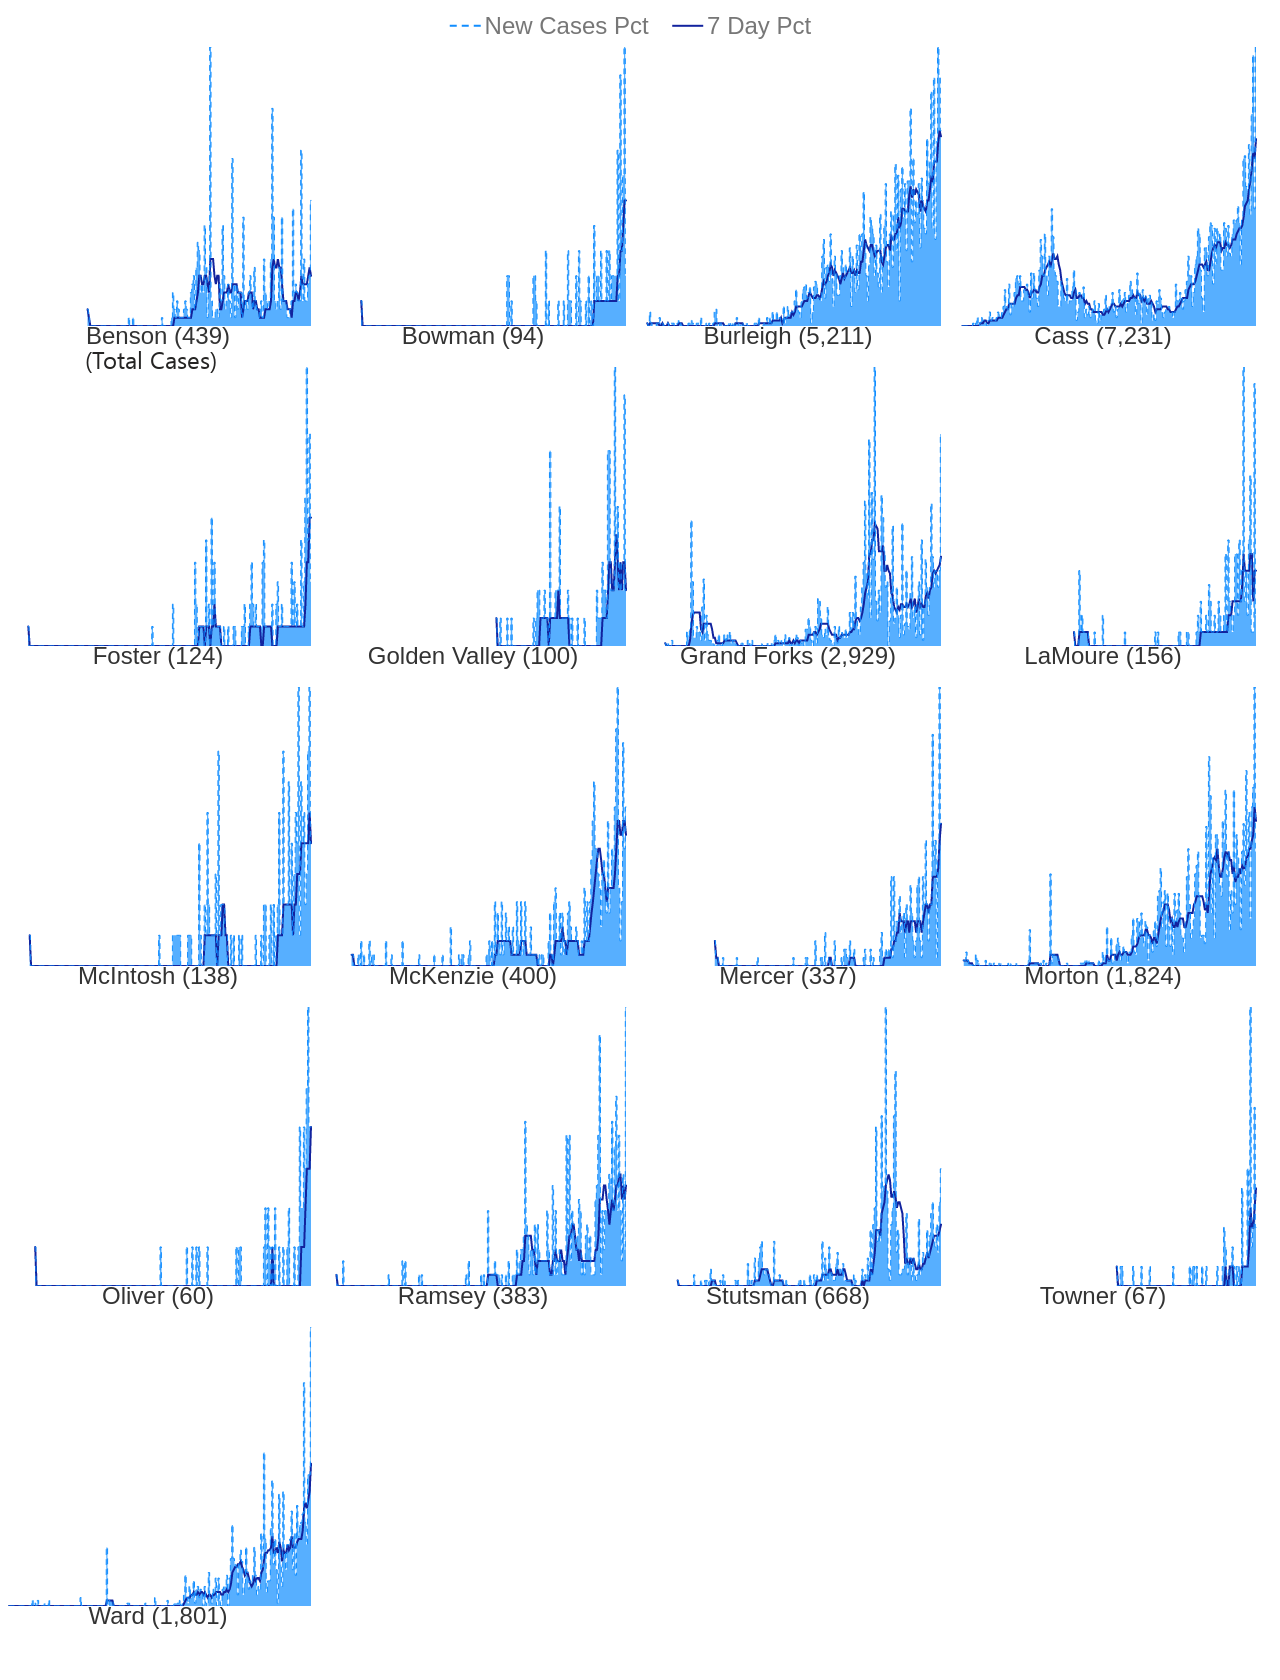 New Cases Pct 7 Day Pct
Benson (439) Bowman (94) Burleigh (5,211) Cass (7,231)
(Total Cases)
Foster (124) Golden Valley (100) Grand Forks (2,929) LaMoure (156)
McIntosh (138) McKenzie (400) Mercer (337) Morton (1,824)
Oliver (60) Ramsey (383) Stutsman (668) Towner (67)
Ward (1,801)